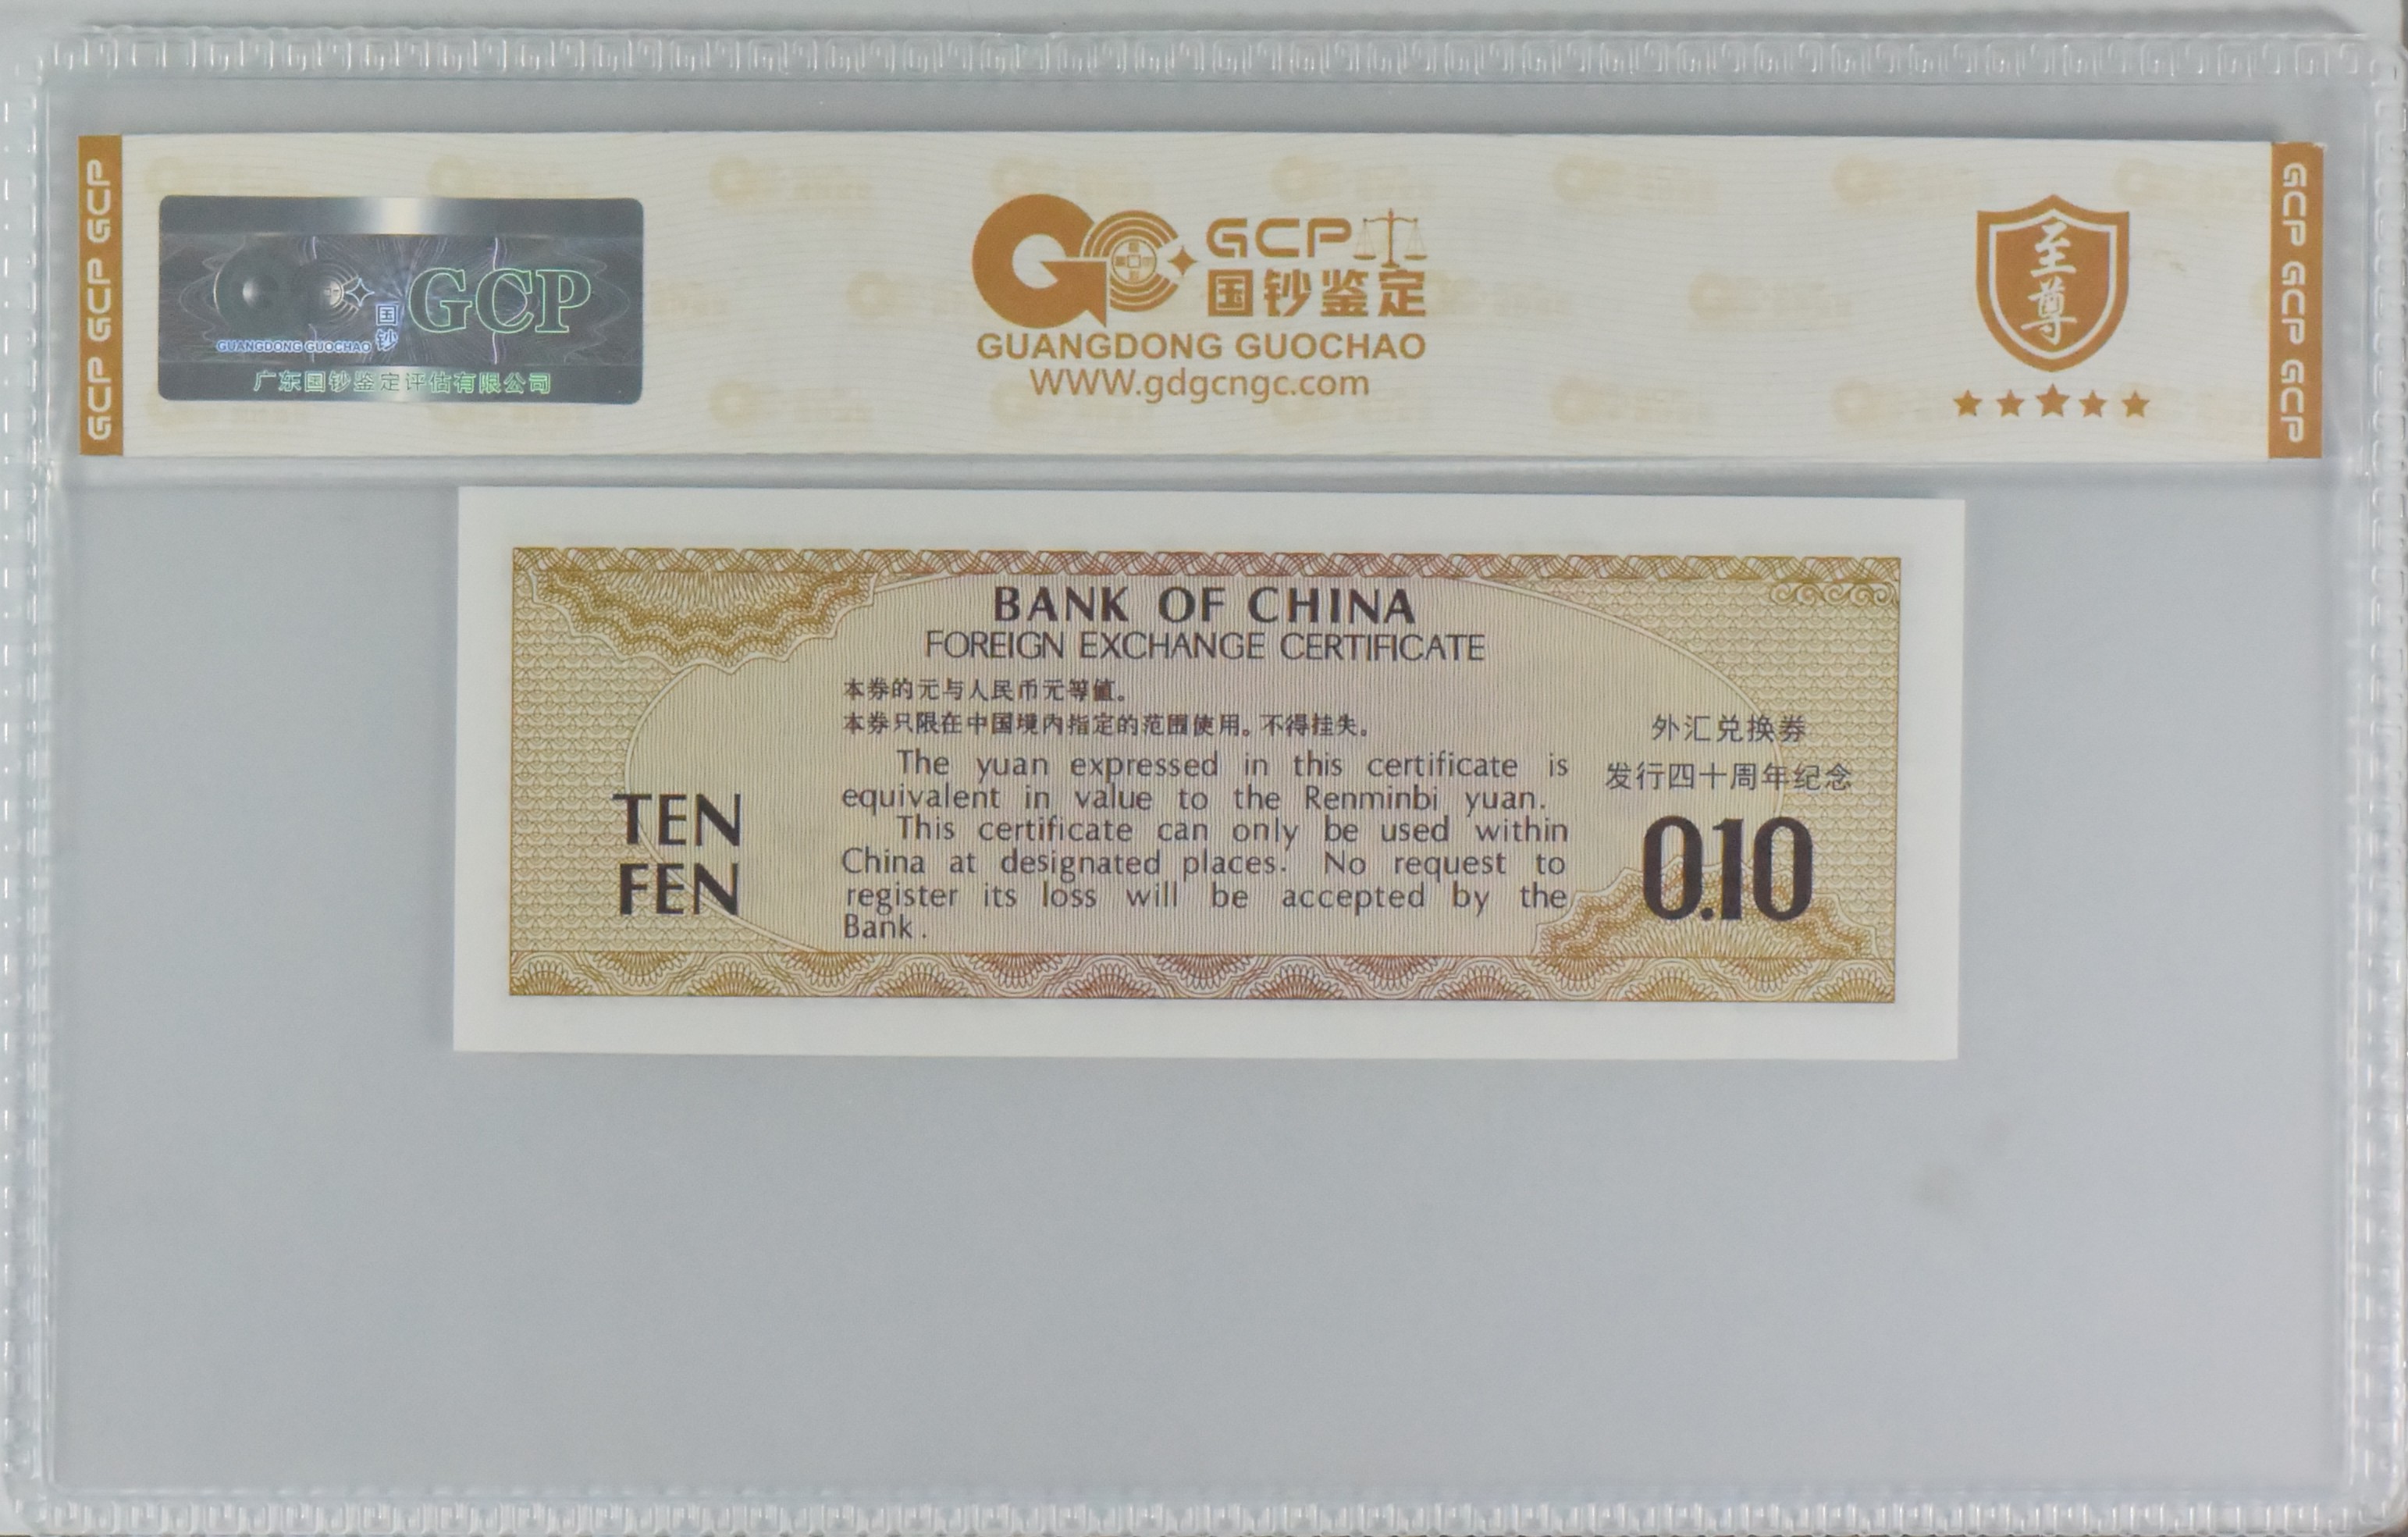 GCP GCP GCP
国钞
GCP
GUANGDONG GUOCHAO
广东国钞鉴定评估有限公司
GCP
国钞鉴定
GUANGDONG GUOCHAO
WWW.gdgcngc.com
至尊
GCP GCP GCP
BANK OF CHINA
FOREIGN EXCHANGE CERTIFICATE
本券的元与人民币元等值。
本券只限在中国境内指定的范围使用。不得挂失。
The yuan expressed in this certificate is
equivalent in value to the Renminbi yuan.
This certificate can only be used within
China at designated places. No request to
register its loss will be accepted by the
Bank.
TEN
FEN
外汇兑换券
发行四十周年纪念
0.10